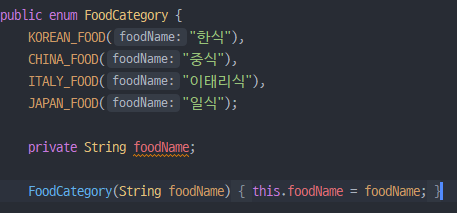 public enum FoodCategory {
KOREAN_FOOD( foodName: "한식"),
CHINA_FOOD( foodName: "중식"),
ITALY_FOOD( foodName: "이태리식"),
JAPAN_FOOD( foodName: "일식");
private String foodName;
FoodCategory(String foodName) { this.foodName = foodName; }